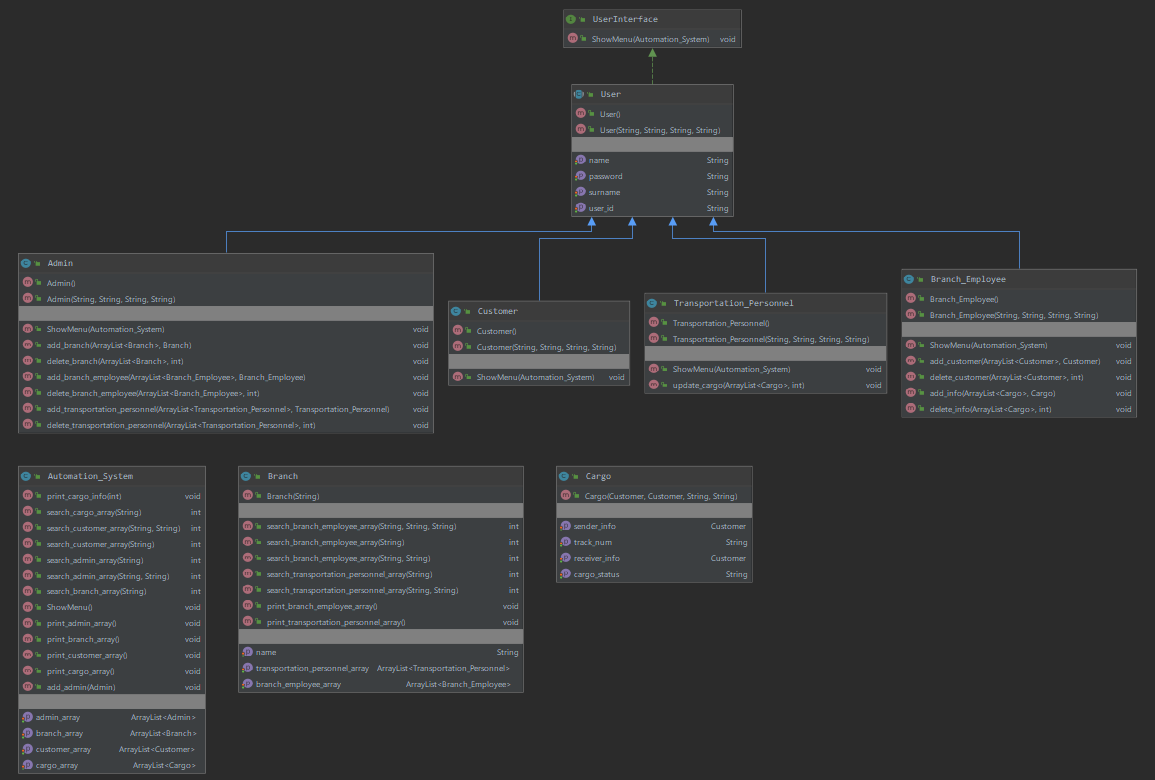 UserInterface
ShowMenu(Automation_System) void
User
User()
User(String, String, String, String)
name String
password String
surname String
user_id String
Admin
Admin()
Admin(String, String, String, String)
ShowMenu(Automation_System) void
add_branch(ArrayList<Branch>, Branch) void
delete_branch(ArrayList<Branch>, int) void
add_branch_employee(ArrayList<Branch_Employee>, Branch_Employee) void
delete_branch_employee(ArrayList<Branch_Employee>, int) void
add_transportation_personnel(ArrayList<Transportation_Personnel>, Transportation_Personnel) void
delete_transportation_personnel(ArrayList<Transportation_Personnel>, int) void
Customer
Customer()
Customer(String, String, String, String)
ShowMenu(Automation_System) void
Transportation_Personnel
Transportation_Personnel()
Transportation_Personnel(String, String, String, String)
ShowMenu(Automation_System) void
update_cargo(ArrayList<Cargo>, int) void
Branch_Employee
Branch_Employee()
Branch_Employee(String, String, String, String)
ShowMenu(Automation_System) void
add_customer(ArrayList<Customer>, Customer) void
delete_customer(ArrayList<Customer>, int) void
add_info(ArrayList<Cargo>, Cargo) void
delete_info(ArrayList<Cargo>, int) void
Automation_System
print_cargo_info(int) void
search_cargo_array(String) int
search_customer_array(String, String) int
search_customer_array(String) int
search_admin_array(String) int
search_admin_array(String, String) int
search_branch_array(String) int
ShowMenu() void
print_admin_array() void
print_branch_array() void
print_customer_array() void
print_cargo_array() void
add_admin(Admin) void
admin_array ArrayList<Admin>
branch_array ArrayList<Branch>
customer_array ArrayList<Customer>
cargo_array ArrayList<Cargo>
Branch
Branch(String)
search_branch_employee_array(String, String, String) int
search_branch_employee_array(String) int
search_branch_employee_array(String, String) int
search_transportation_personnel_array(String) int
search_transportation_personnel_array(String, String) int
print_branch_employee_array() void
print_transportation_personnel_array() void
name String
transportation_personnel_array ArrayList<Transportation_Personnel>
branch_employee_array ArrayList<Branch_Employee>
Cargo
Cargo(Customer, Customer, String, String)
sender_info Customer
track_num String
receiver_info Customer
cargo_status String